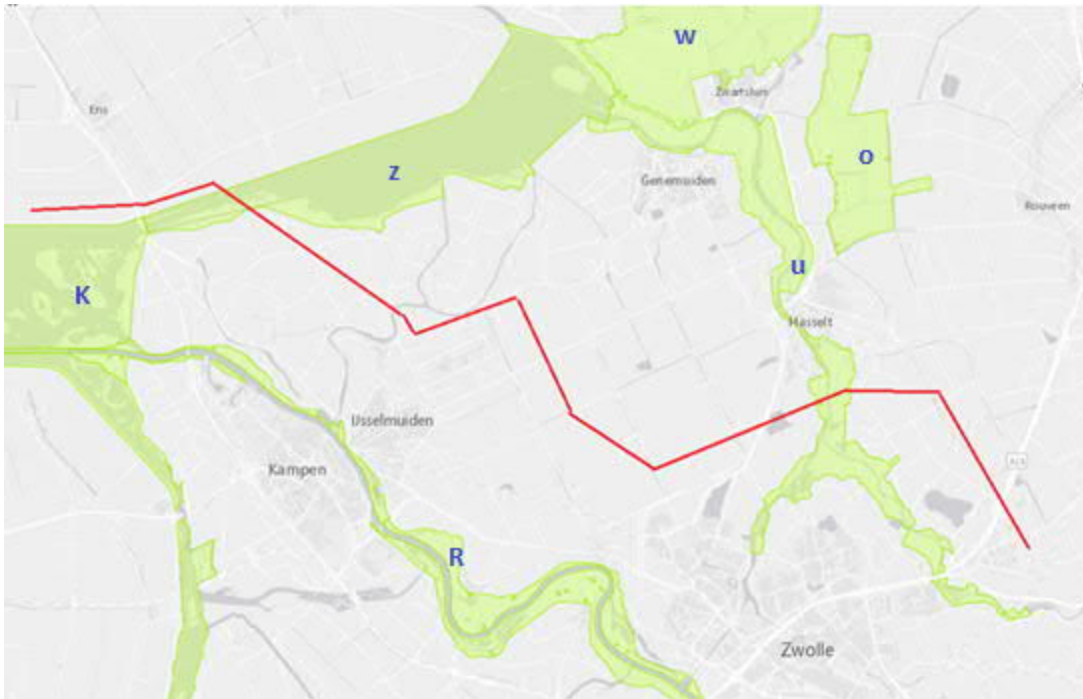 W
Zwartsluis
Ens
Z
O
Genemuiden
Rouveen
u
K
Hasselt
IJsselmuiden
Kampen
R
Zwolle